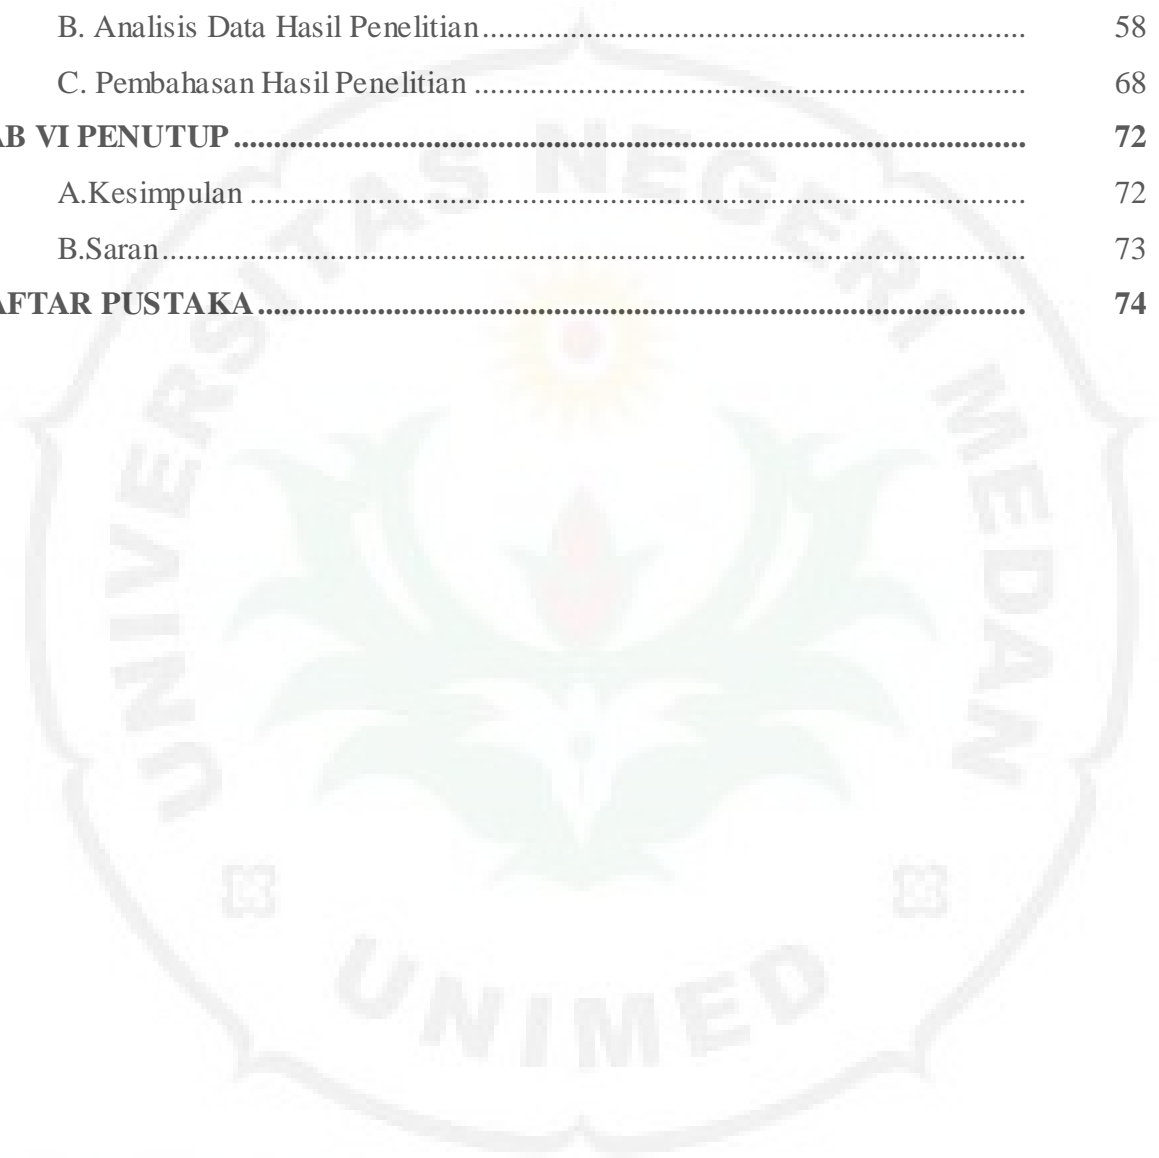 B. Analisis Data Hasil Penelitian.......................................................................... 58
C. Pembahasan Hasil Penelitian .......................................................................... 68
AB VI PENUTUP.......................................................................... 72
A.Kesimpulan .......................................................................... 72
B.Saran.......................................................................... 73
AFTAR PUSTAKA.......................................................................... 74
UNIVERSITAS NEGERI MEDAN
UNIMED